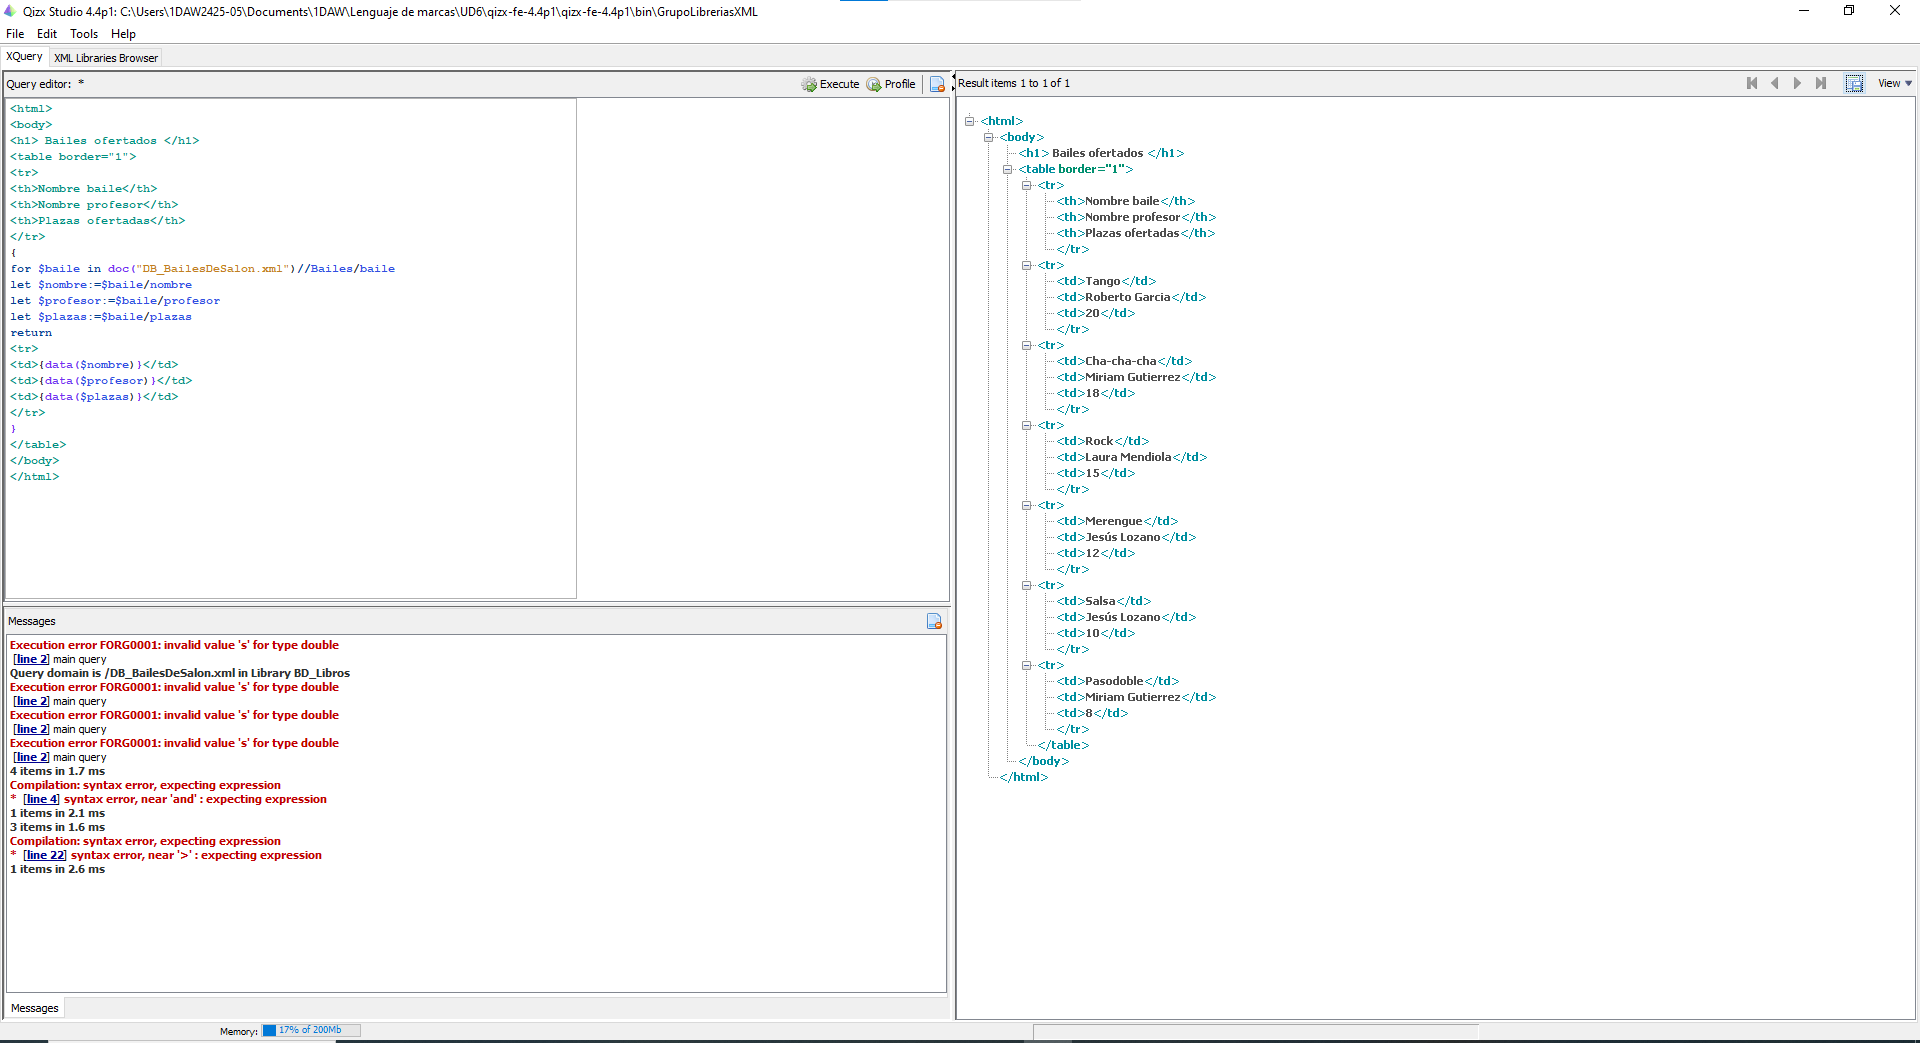 Qizx Studio 4.4p1: C:\Users\1DAW2425-05\Documents\1DAW\Lenguaje de marcas\UD6\qizx-fe-4.4p1\qizx-fe-4.4p1\bin\GrupoLibreriasXML
File Edit Tools Help
XQuery XML Libraries Browser
Query editor: * Execute Profile
<html>
<body>
<h1> Bailes ofertados </h1>
<table border="1">
<tr>
<th>Nombre baile</th>
<th>Nombre profesor</th>
<th>Plazas ofertadas</th>
</tr>
{
for $baile in doc("DB_BailesDeSalon.xml")//Bailes/baile
let $nombre:=$baile/nombre
let $profesor:=$baile/profesor
let $plazas:=$baile/plazas
return
<tr>
<td>{data($nombre)}</td>
<td>{data($profesor)}</td>
<td>{data($plazas)}</td>
</tr>
}
</table>
</body>
</html>
Messages
Execution error FORG0001: invalid value 's' for type double
[line 2] main query
Query domain is /DB_BailesDeSalon.xml in Library BD_Libros
Execution error FORG0001: invalid value 's' for type double
[line 2] main query
Execution error FORG0001: invalid value 's' for type double
[line 2] main query
Execution error FORG0001: invalid value 's' for type double
[line 2] main query
4 items in 1.7 ms
Compilation: syntax error, expecting expression
* [line 4] syntax error, near 'and' : expecting expression
1 items in 2.1 ms
3 items in 1.6 ms
Compilation: syntax error, expecting expression
* [line 22] syntax error, near '>' : expecting expression
1 items in 2.6 ms
Messages
Result items 1 to 1 of 1 View
<html>
<body>
<h1> Bailes ofertados </h1>
<table border="1">
<tr>
<th>Nombre baile</th>
<th>Nombre profesor</th>
<th>Plazas ofertadas</th>
</tr>
<tr>
<td>Tango</td>
<td>Roberto Garcia</td>
<td>20</td>
</tr>
<tr>
<td>Cha-cha-cha</td>
<td>Miriam Gutierrez</td>
<td>18</td>
</tr>
<tr>
<td>Rock</td>
<td>Laura Mendiola</td>
<td>15</td>
</tr>
<tr>
<td>Merengue</td>
<td>Jesús Lozano</td>
<td>12</td>
</tr>
<tr>
<td>Salsa</td>
<td>Jesús Lozano</td>
<td>10</td>
</tr>
<tr>
<td>Pasodoble</td>
<td>Miriam Gutierrez</td>
<td>8</td>
</tr>
</table>
</body>
</html>
Memory: 17% of 200Mb